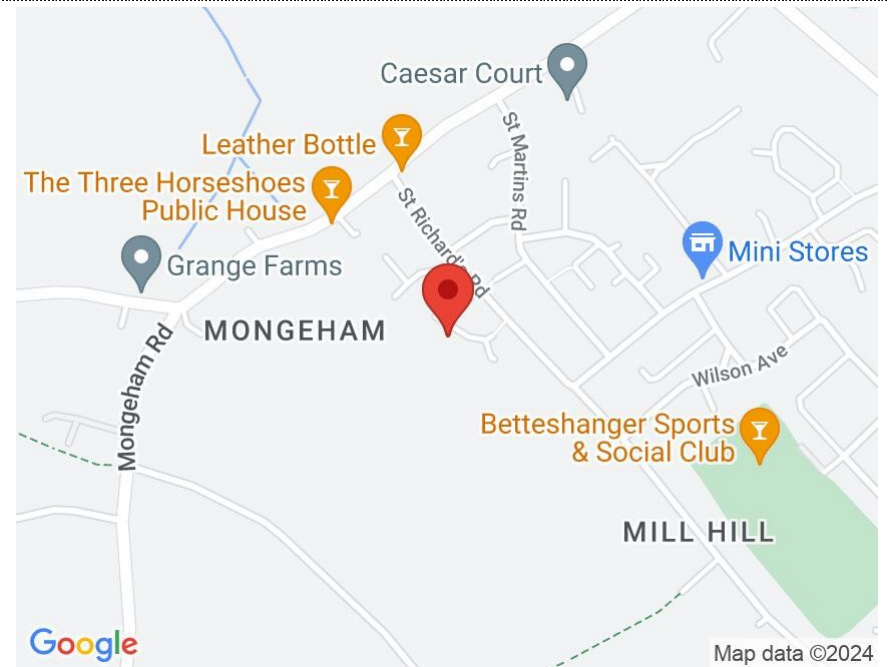 Caesar Court
Leather Bottle
St Martins Rd
The Three Horseshoes
Public House
St Richard's Rd
Mini Stores
Grange Farms
MONGEHAM
Mongeham Rd
Wilson Ave
Betteshanger Sports
& Social Club
MILL HILL
Google
Map data ©2024